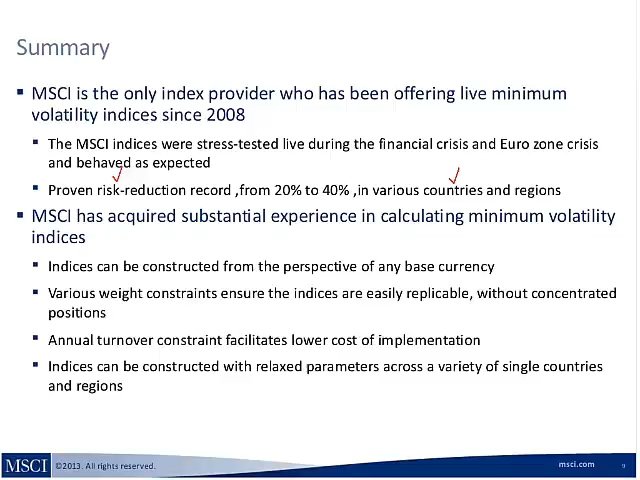 Summary
▪ MSCI is the only index provider who has been offering live minimum
volatility indices since 2008
▪ The MSCI indices were stress-tested live during the financial crisis and Euro zone crisis
and behaved as expected
▪ Proven risk-reduction record ,from 20% to 40% ,in various countries and regions
▪ MSCI has acquired substantial experience in calculating minimum volatility
indices
▪ Indices can be constructed from the perspective of any base currency
▪ Various weight constraints ensure the indices are easily replicable, without concentrated
positions
▪ Annual turnover constraint facilitates lower cost of implementation
▪ Indices can be constructed with relaxed parameters across a variety of single countries
and regions
MSCI ©2013. All rights reserved. msci.com 9